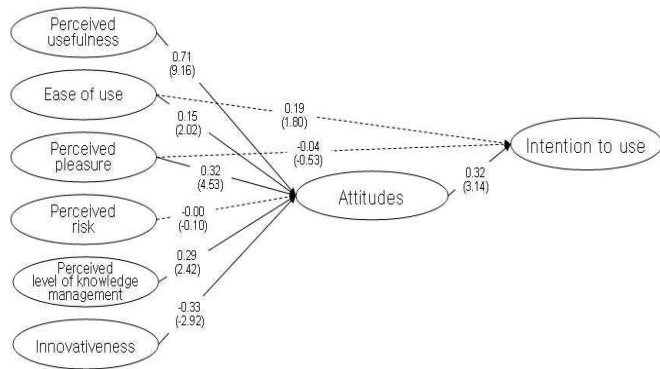 Perceived
usefulness
0.71
(9.16)
Ease of use
0.15
(2.02)
0.19
(1.80)
Perceived
pleasure
0.32
(4.53)
-0.04
(-0.53)
Intention to use
Perceived
risk
-0.00
(-0.10)
Attitudes
0.32
(3.14)
Perceived
level of knowledge
management
0.29
(2.42)
Innovativeness
-0.33
(-2.92)